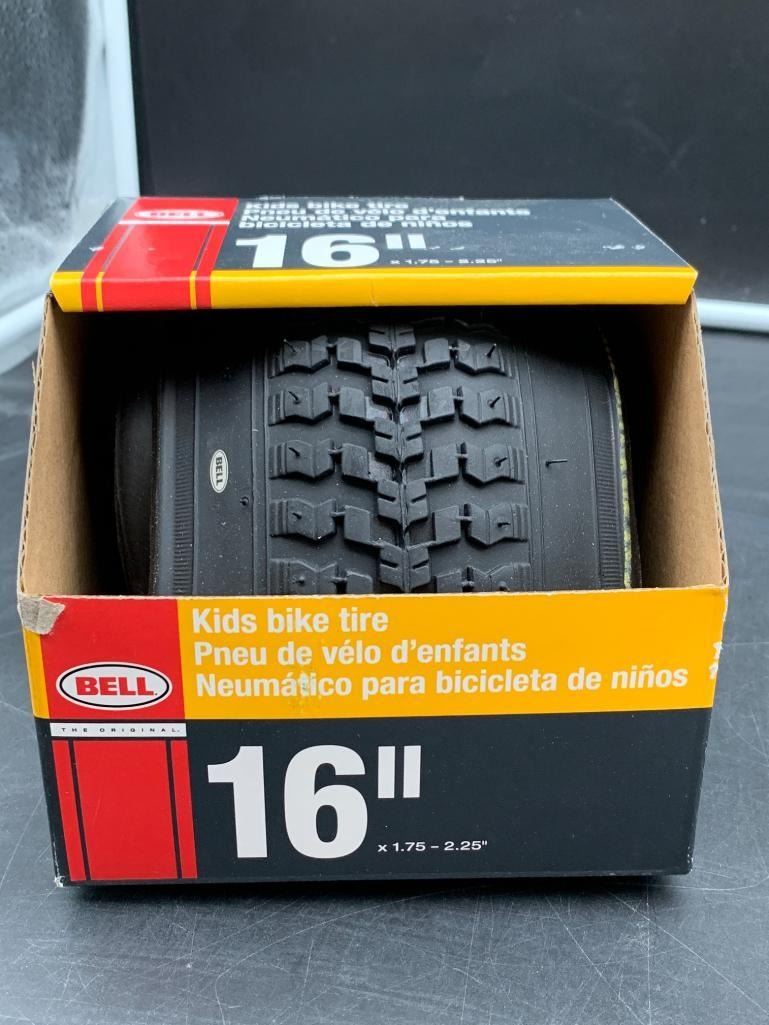 BELL
Kids bike tire
Pneu de vélo d'enfants
Neumático para
bicicleta de niños
16"
x 1.75 - 2.25"
BELL
Kids bike tire
Pneu de vélo d'enfants
Neumático para bicicleta de niños
BELL
THE ORIGINAL.
16"
x 1.75 - 2.25"